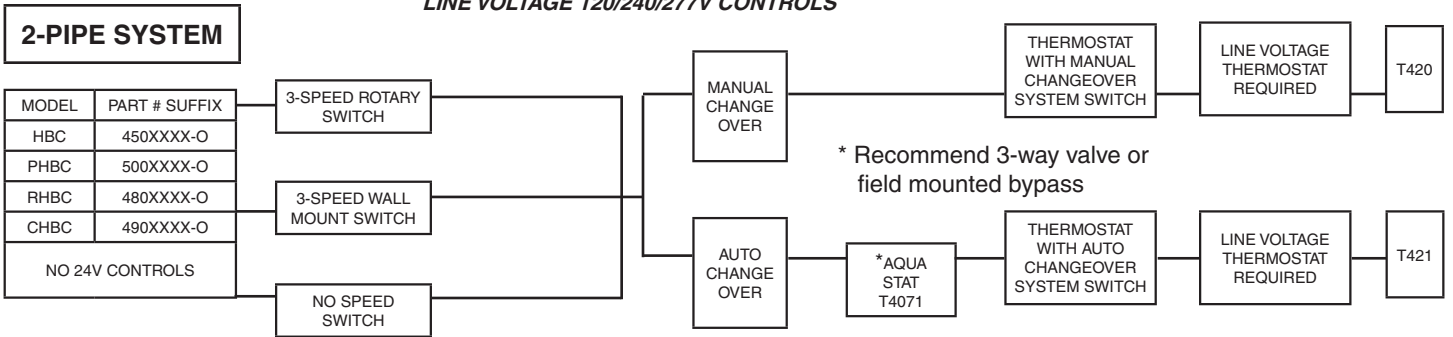 LINE VOLTAGE 120/240/277V CONTROLS
2-PIPE SYSTEM
MODEL PART # SUFFIX
HBC 450XXXX-O
PHBC 500XXXX-O
RHBC 480XXXX-O
CHBC 490XXXX-O
NO 24V CONTROLS
3-SPEED ROTARY
SWITCH
3-SPEED WALL
MOUNT SWITCH
NO SPEED
SWITCH
MANUAL
CHANGE
OVER
THERMOSTAT
WITH MANUAL
CHANGEOVER
SYSTEM SWITCH
LINE VOLTAGE
THERMOSTAT
REQUIRED
T420
* Recommend 3-way valve or
field mounted bypass
AUTO
CHANGE
OVER
*AQUA
STAT
T4071
THERMOSTAT
WITH AUTO
CHANGEOVER
SYSTEM SWITCH
LINE VOLTAGE
THERMOSTAT
REQUIRED
T421